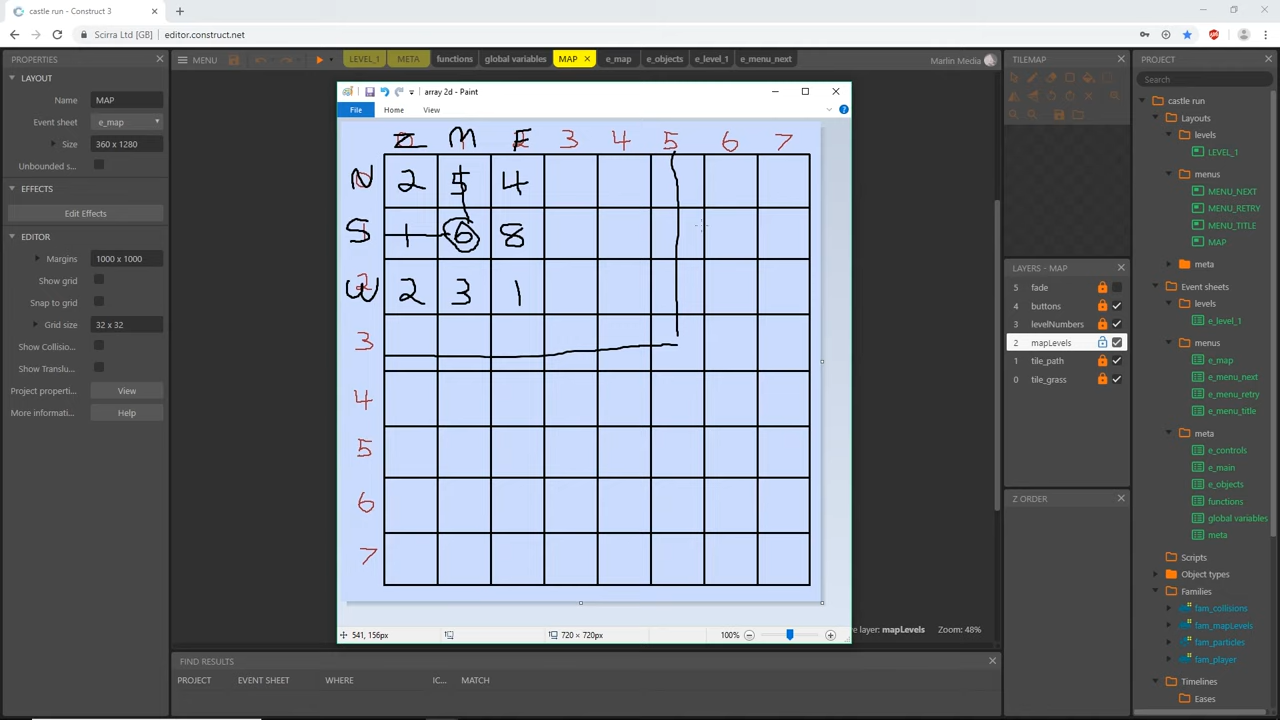 castle run - Construct 3
Scirra Ltd [GB] editor.construct.net
PROPERTIES
MENU
LEVEL_1
META
functions
global variables
MAP
e_map
e_objects
e_level_1
e_menu_next
Marlin Media
TILEMAP
PROJECT
LAYOUT
Name MAP
Event sheet e_map
Size 360 x 1280
Unbounded s...
EFFECTS
Edit Effects
EDITOR
Margins 1000 x 1000
Show grid
Snap to grid
Grid size 32 x 32
Show Collisio...
Show Translu...
Project properti... View
More informati... Help
array 2d - Paint
File Home View
Z M F 3 4 5 6 7
N 2 5 4
S 1 6 8
W 2 3 1
3
4
5
6
7
541, 156px
720 × 720px
100%
e layer: mapLevels Zoom: 48%
FIND RESULTS
PROJECT EVENT SHEET WHERE IC... MATCH
LAYERS - MAP
5 fade
4 buttons
3 levelNumbers
2 mapLevels
1 tile_path
0 tile_grass
Z ORDER
Search
castle run
Layouts
levels
LEVEL_1
menus
MENU_NEXT
MENU_RETRY
MENU_TITLE
MAP
meta
Event sheets
levels
e_level_1
menus
e_map
e_menu_next
e_menu_retry
e_menu_title
meta
e_controls
e_main
e_objects
functions
global variables
meta
Scripts
Object types
Families
fam_collisions
fam_mapLevels
fam_particles
fam_player
Timelines
Eases